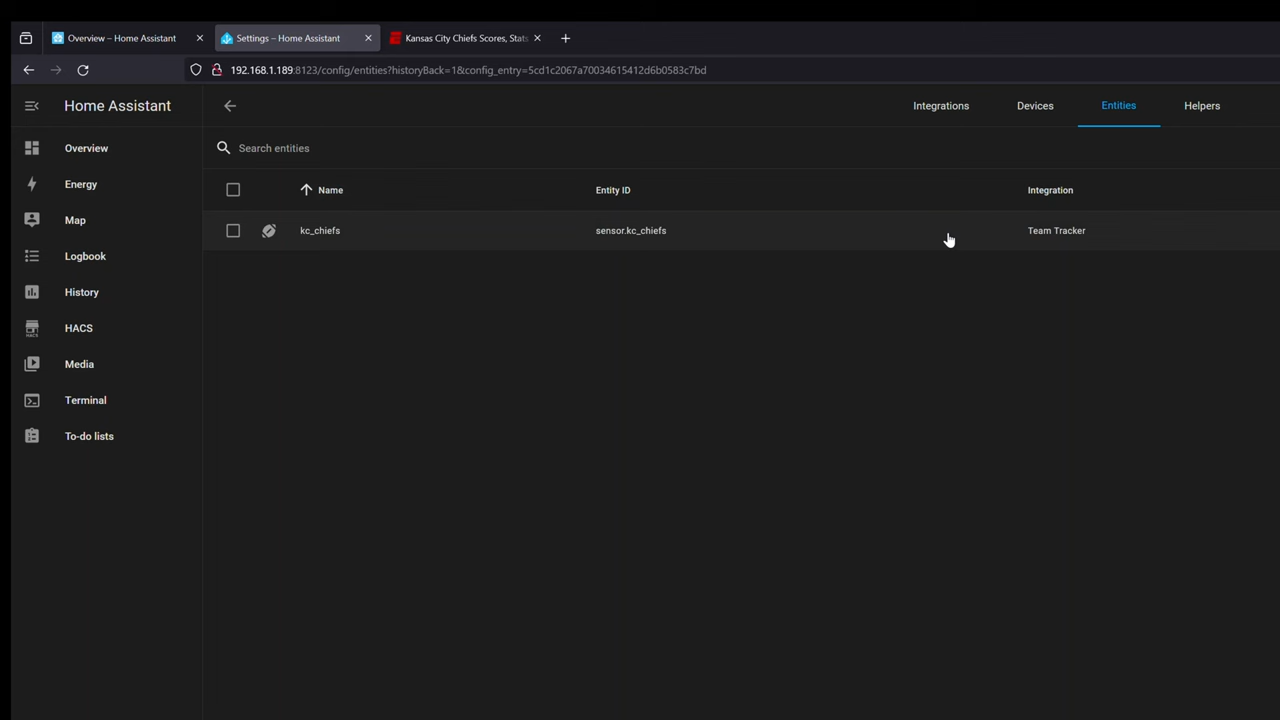 Overview – Home Assistant
Settings – Home Assistant
Kansas City Chiefs Scores, Stats
192.168.1.189:8123/config/entities?historyBack=1&config_entry=5cd1c2067a70034615412d6b0583c7bd
Home Assistant
Integrations
Devices
Entities
Helpers
Overview
Energy
Map
Logbook
History
HACS
HACS
Media
Terminal
To-do lists
Search entities
Name
Entity ID
Integration
kc_chiefs
sensor.kc_chiefs
Team Tracker